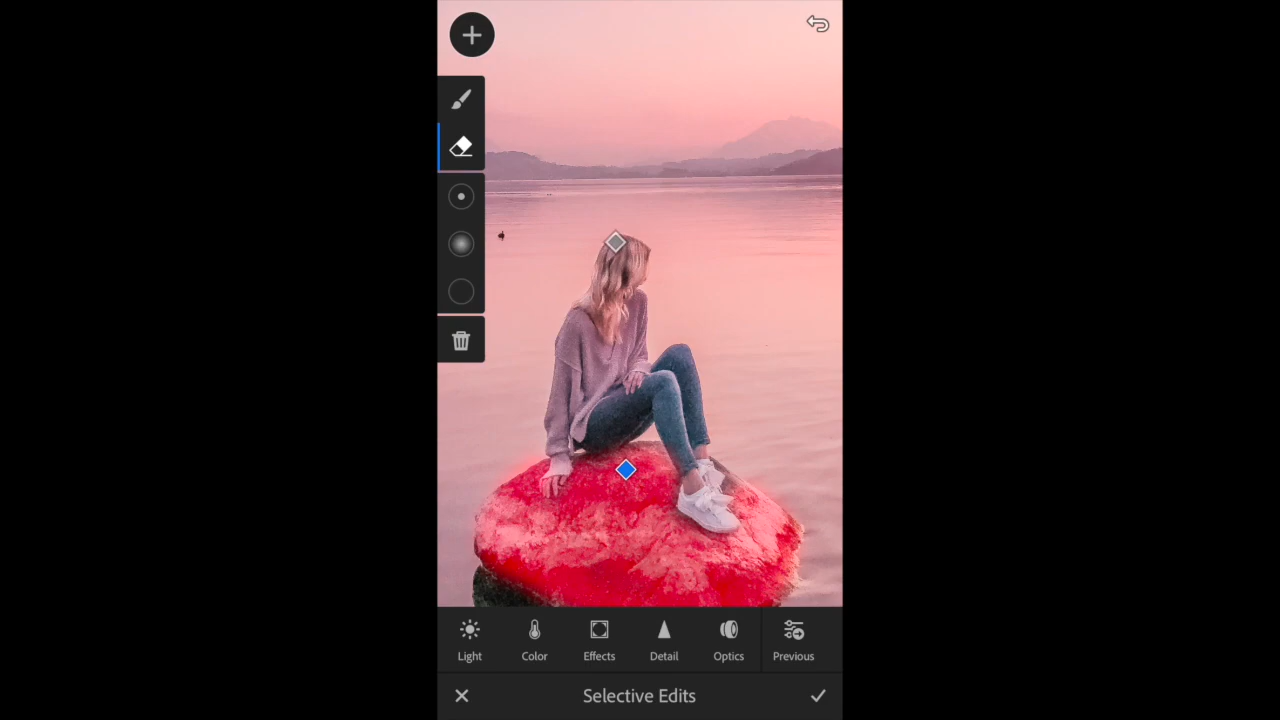 Light
Color
Effects
Detail
Optics
Previous
Selective Edits